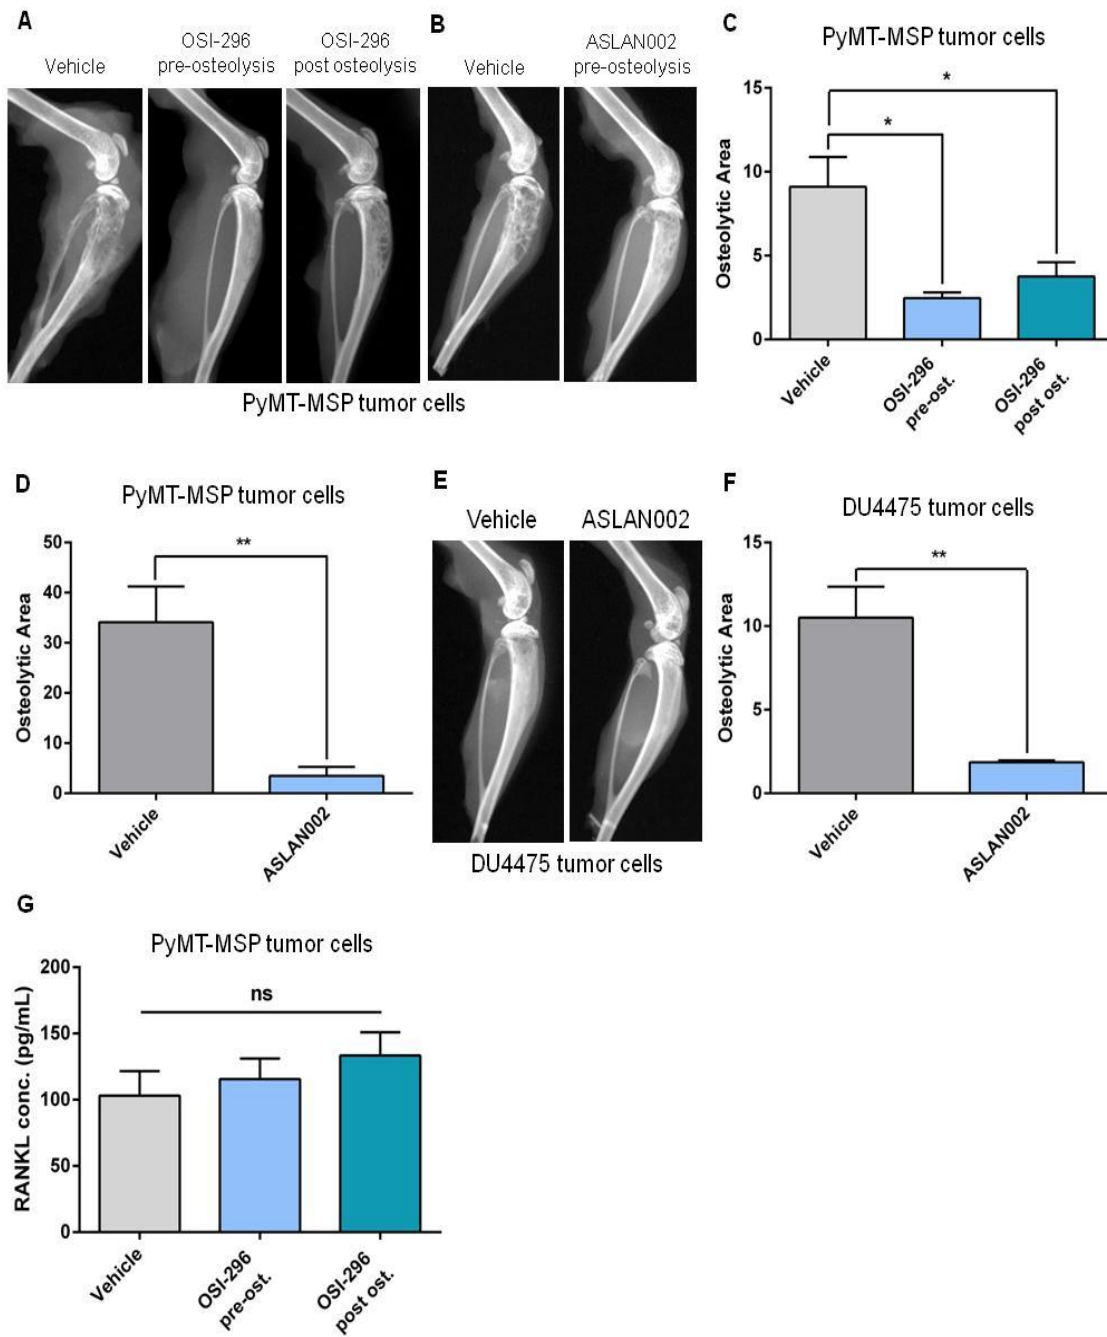 A
Vehicle
OSI-296
pre-osteolysis
OSI-296
post osteolysis
PyMT-MSP tumor cells
B
Vehicle
ASLAN002
pre-osteolysis
C
PyMT-MSP tumor cells
Osteolytic Area
15
10
5
0
*
*
Vehicle
OSI-296
pre-ost.
OSI-296
post ost.
D
PyMT-MSP tumor cells
Osteolytic Area
50
40
30
20
10
0
**
Vehicle
ASLAN002
E
Vehicle
ASLAN002
DU4475 tumor cells
F
DU4475 tumor cells
Osteolytic Area
15
10
5
0
**
Vehicle
ASLAN002
G
PyMT-MSP tumor cells
RANKL conc. (pg/mL)
200
150
100
50
0
ns
Vehicle
OSI-296
pre-ost.
OSI-296
post ost.